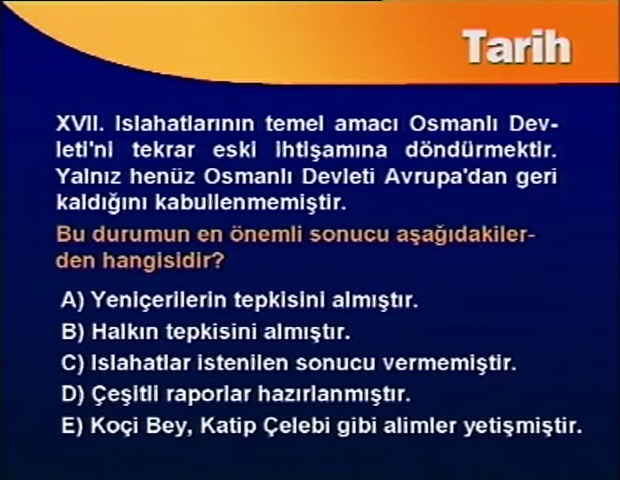 Tarih
XVII. Islahatlarının temel amacı Osmanlı Dev-
leti'ni tekrar eski ihtişamına döndürmektir.
Yalnız henüz Osmanlı Devleti Avrupa'dan geri
kaldığını kabullenmemiştir.
Bu durumun en önemli sonucu aşağıdakiler-
den hangisidir?
A) Yeniçerilerin tepkisini almıştır.
B) Halkın tepkisini almıştır.
C) Islahatlar istenilen sonucu vermemiştir.
D) Çeşitli raporlar hazırlanmıştır.
E) Koçi Bey, Katip Çelebi gibi alimler yetişmiştir.